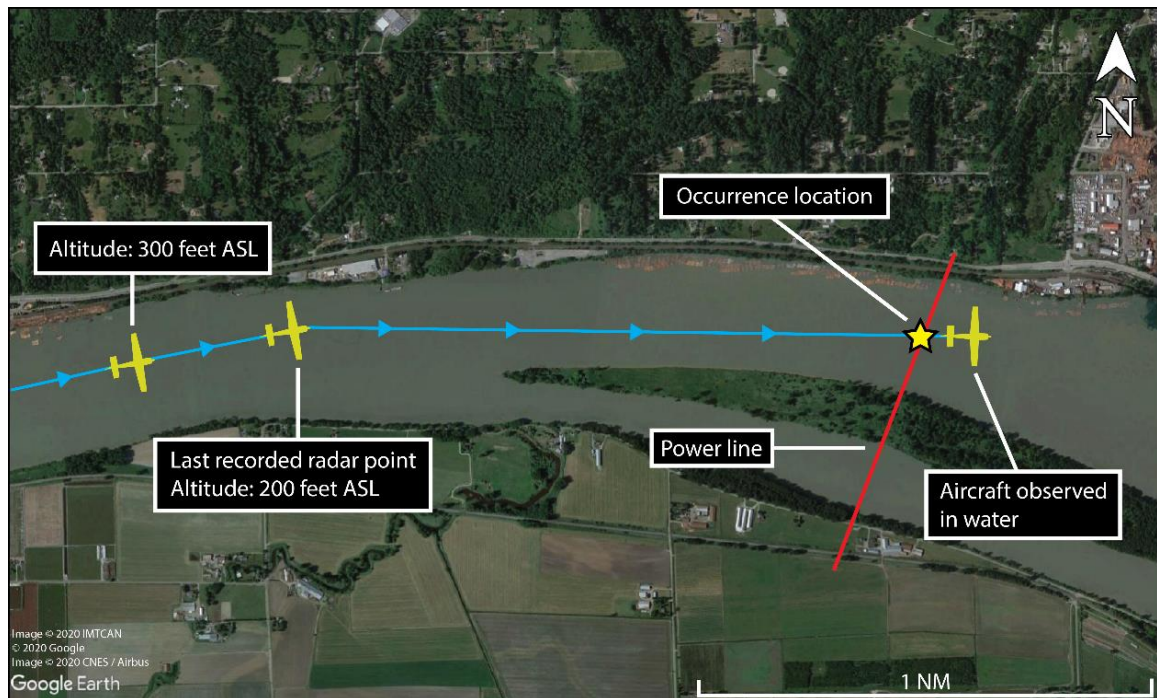 N
Occurrence location
Altitude: 300 feet ASL
Last recorded radar point
Altitude: 200 feet ASL
Power line
Aircraft observed
in water
Image © 2020 IMTCAN
© 2020 Google
Image © 2020 CNES / Airbus
Google Earth
1 NM